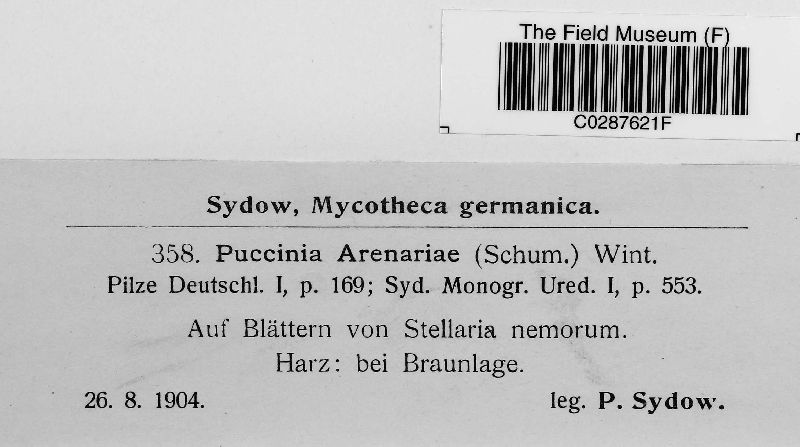 The Field Museum (F)
C0287621F
Sydow, Mycotheca germanica.
358. Puccinia Arenariae (Schum.) Wint.
Pilze Deutschl. I, p. 169; Syd. Monogr. Ured. I, p. 553.
Auf Blättern von Stellaria nemorum.
Harz: bei Braunlage.
26. 8. 1904. leg. P. Sydow.